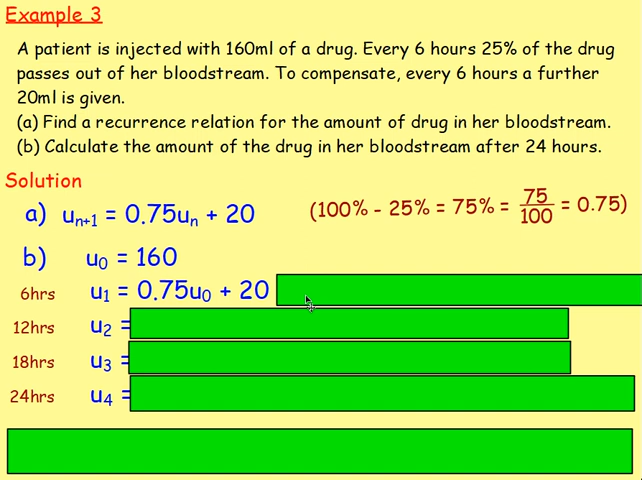 Example 3
A patient is injected with 160ml of a drug. Every 6 hours 25% of the drug
passes out of her bloodstream. To compensate, every 6 hours a further
20ml is given.
(a) Find a recurrence relation for the amount of drug in her bloodstream.
(b) Calculate the amount of the drug in her bloodstream after 24 hours.
Solution
a) uₙ₊₁ = 0.75uₙ + 20 (100% - 25% = 75% = 75/100 = 0.75)
b) u₀ = 160
6hrs u₁ = 0.75u₀ + 20
12hrs u₂ =
18hrs u₃ =
24hrs u₄ =